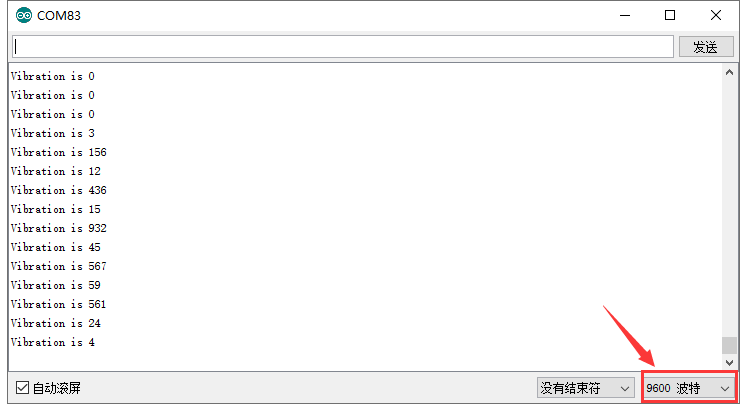 COM83
发送
Vibration is 0
Vibration is 0
Vibration is 0
Vibration is 3
Vibration is 156
Vibration is 12
Vibration is 436
Vibration is 15
Vibration is 932
Vibration is 45
Vibration is 567
Vibration is 59
Vibration is 561
Vibration is 24
Vibration is 4
自动滚屏 没有结束符 9600 波特